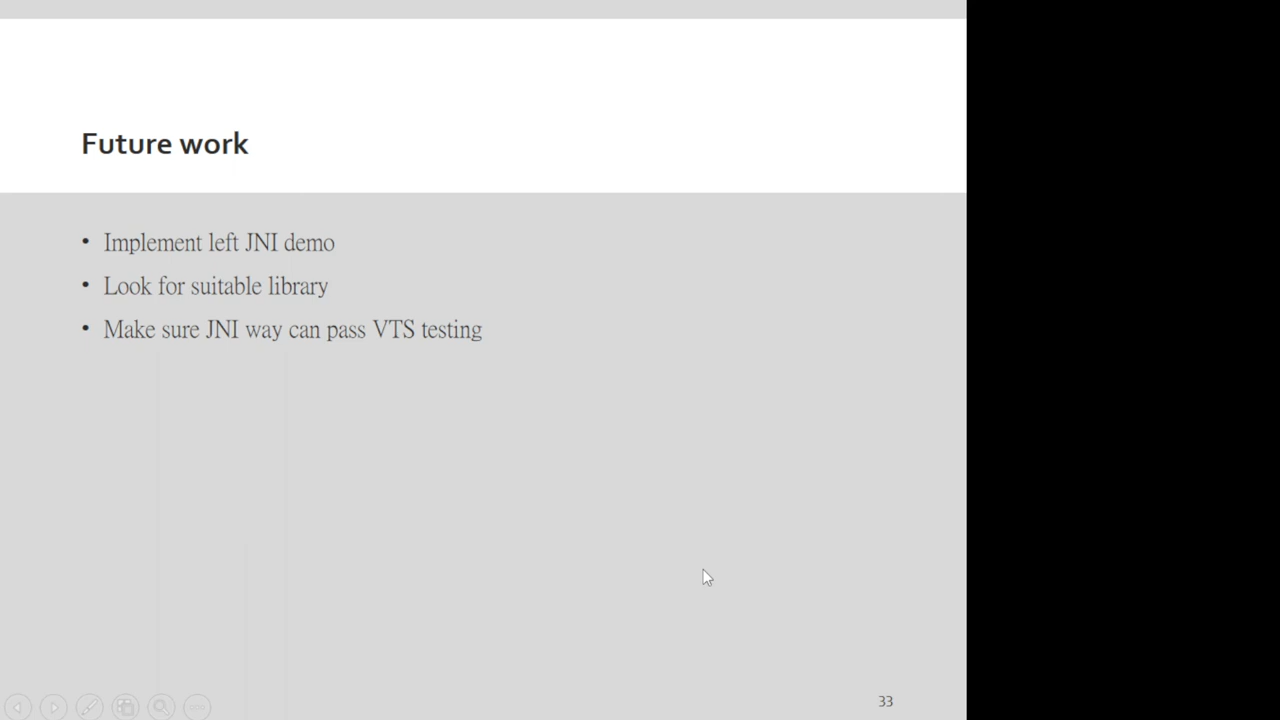 Future work
• Implement left JNI demo
• Look for suitable library
• Make sure JNI way can pass VTS testing
33